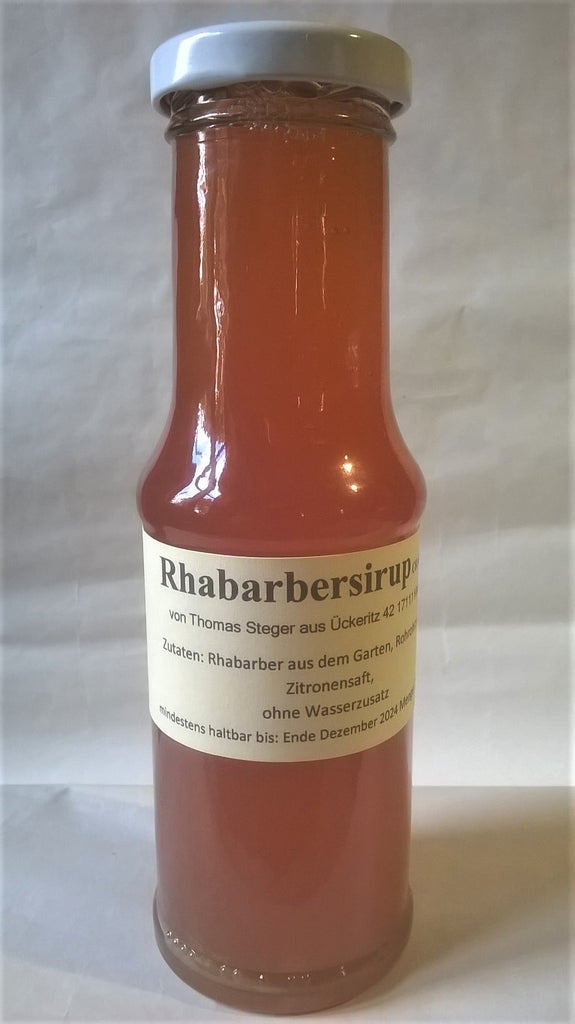 Rhabarbersirup
von Thomas Steger aus Ückeritz 42 17111
Zutaten: Rhabarber aus dem Garten,
Zitronensaft,
ohne Wasserzusatz
mindestens haltbar bis: Ende Dezember 2024